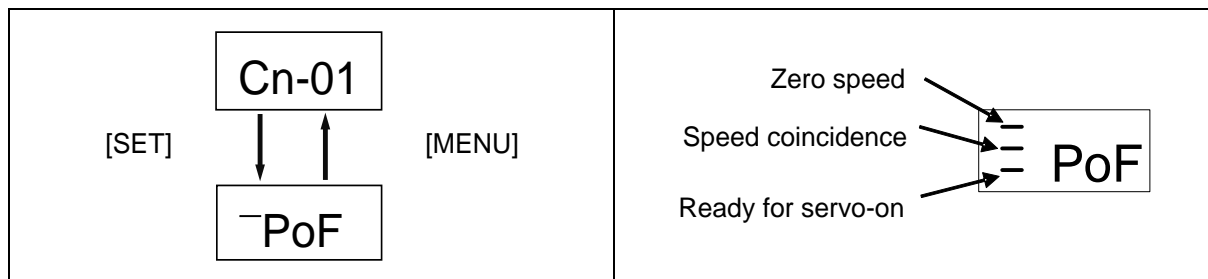 Cn-01
[SET] [MENU]
¯PoF
Zero speed
Speed coincidence
PoF
Ready for servo-on